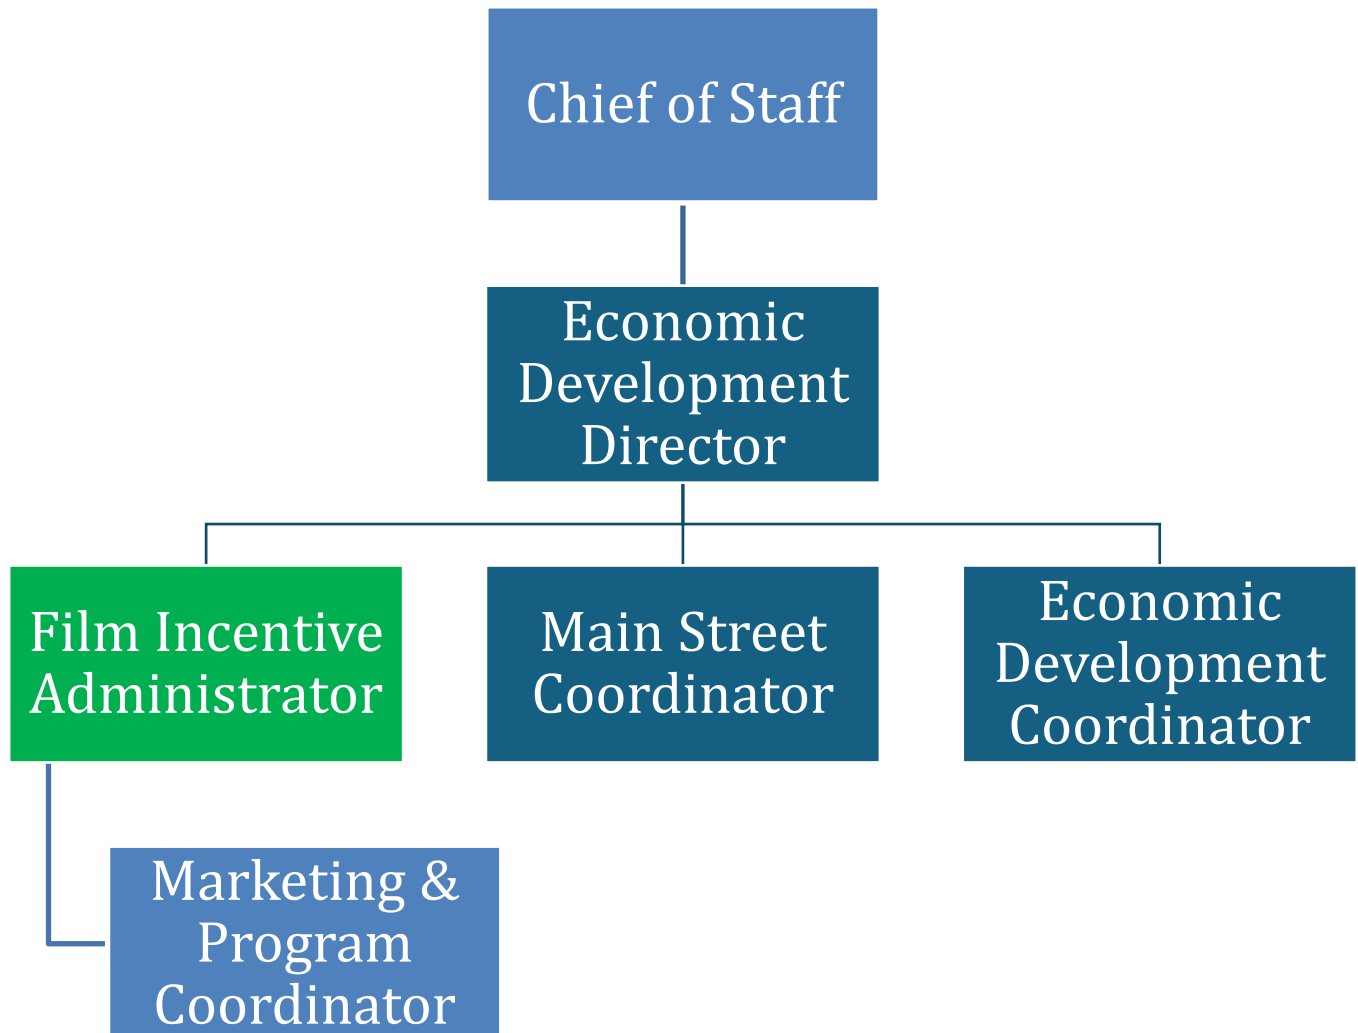 Chief of Staff
Economic
Development
Director
Film Incentive
Administrator
Main Street
Coordinator
Economic
Development
Coordinator
Marketing &
Program
Coordinator